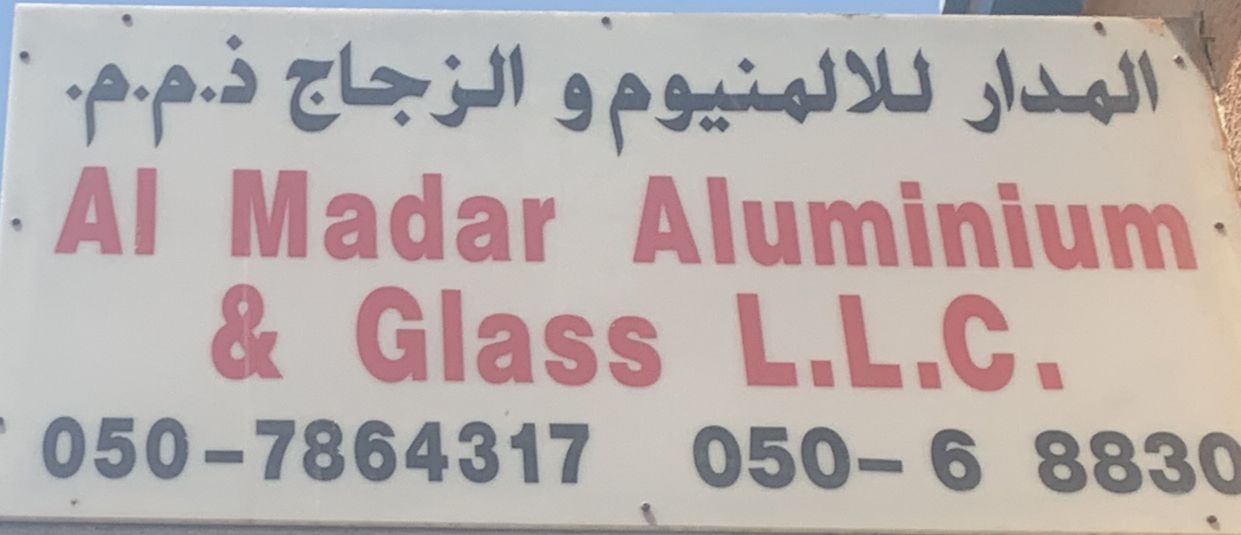 المدار للالمنيوم و الزجاج ذ.م.م.
Al Madar Aluminium
& Glass L.L.C.
050-7864317 050- 6 8830